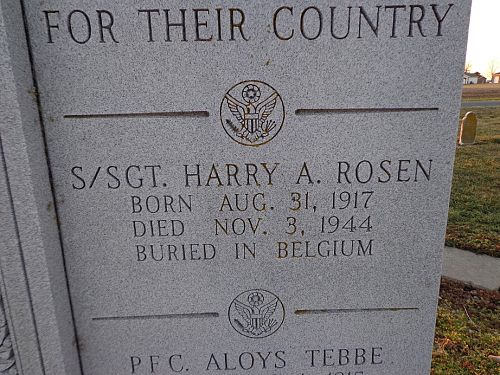 FOR THEIR COUNTRY
S/SGT. HARRY A. ROSEN
BORN AUG. 31, 1917
DIED NOV. 3, 1944
BURIED IN BELGIUM
PFC. ALOYS TEBBE